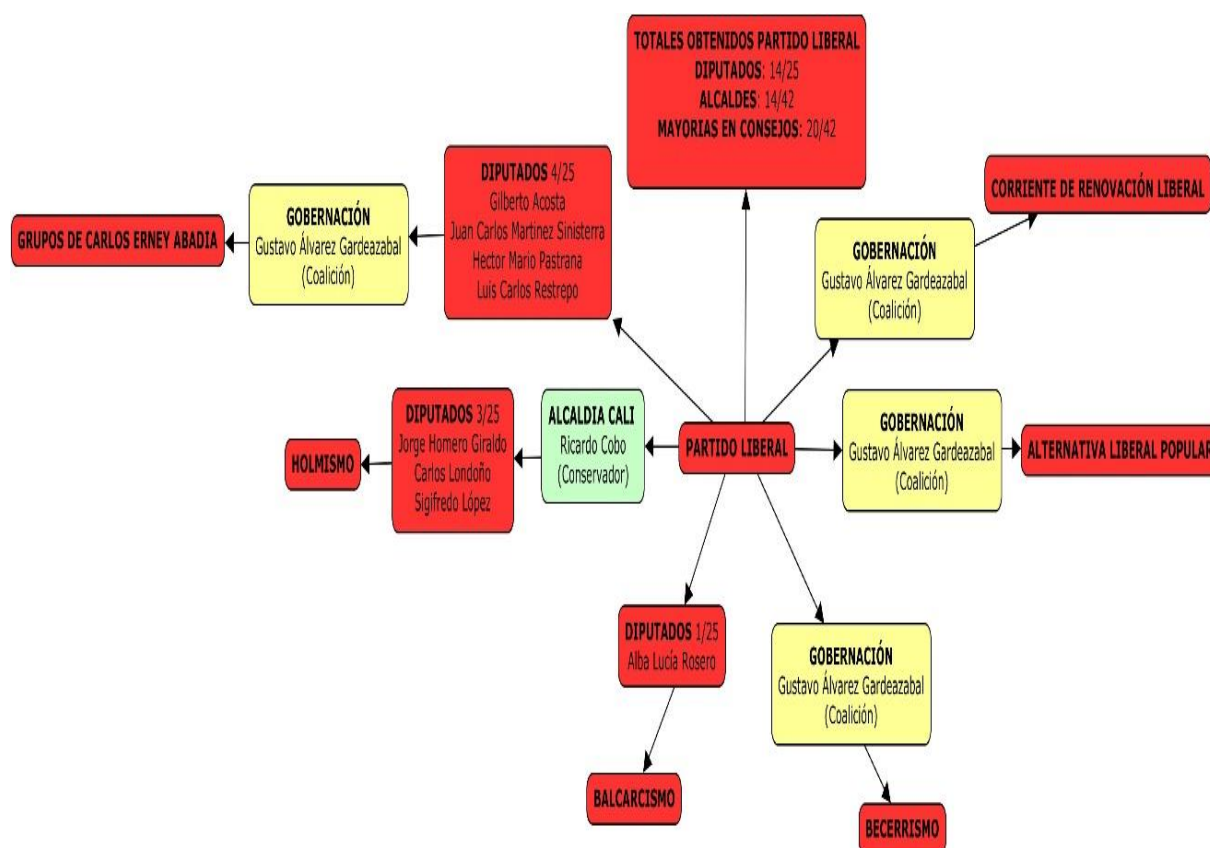 TOTALES OBTENIDOS PARTIDO LIBERAL
DIPUTADOS: 14/25
ALCALDES: 14/42
MAYORIAS EN CONSEJOS: 20/42
DIPUTADOS 4/25
Gilberto Acosta
Juan Carlos Martinez Sinisterra
Hector Mario Pastrana
Luis Carlos Restrepo
GOBERNACIÓN
Gustavo Álvarez Gardeazabal
(Coalición)
GRUPOS DE CARLOS ERNEY ABADIA
CORRIENTE DE RENOVACIÓN LIBERAL
GOBERNACIÓN
Gustavo Álvarez Gardeazabal
(Coalición)
HOLMISMO
DIPUTADOS 3/25
Jorge Homero Giraldo
Carlos Londoño
Sigifredo López
ALCALDIA CALI
Ricardo Cobo
(Conservador)
PARTIDO LIBERAL
GOBERNACIÓN
Gustavo Álvarez Gardeazabal
(Coalición)
ALTERNATIVA LIBERAL POPULAR
DIPUTADOS 1/25
Alba Lucía Rosero
GOBERNACIÓN
Gustavo Álvarez Gardeazabal
(Coalición)
BALCARCISMO
BECERRISMO